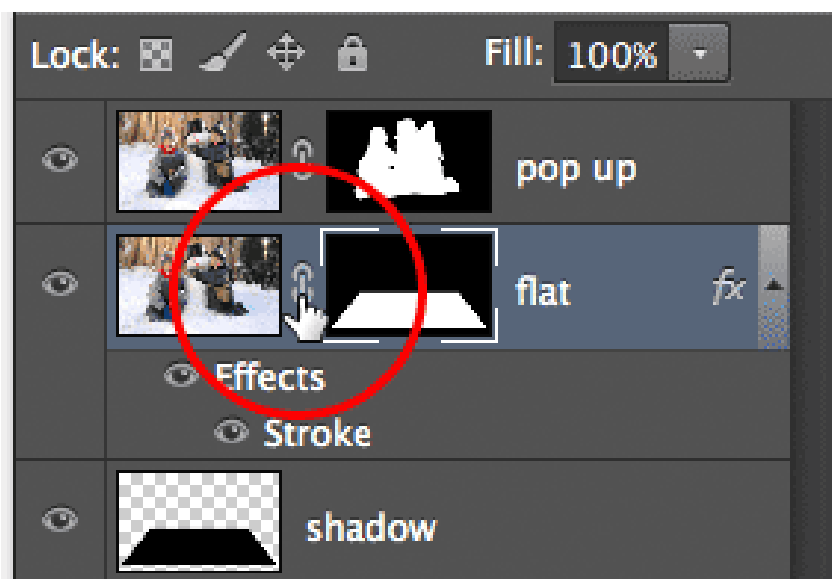 Lock: Fill: 100%
pop up
flat fx
Effects
Stroke
shadow